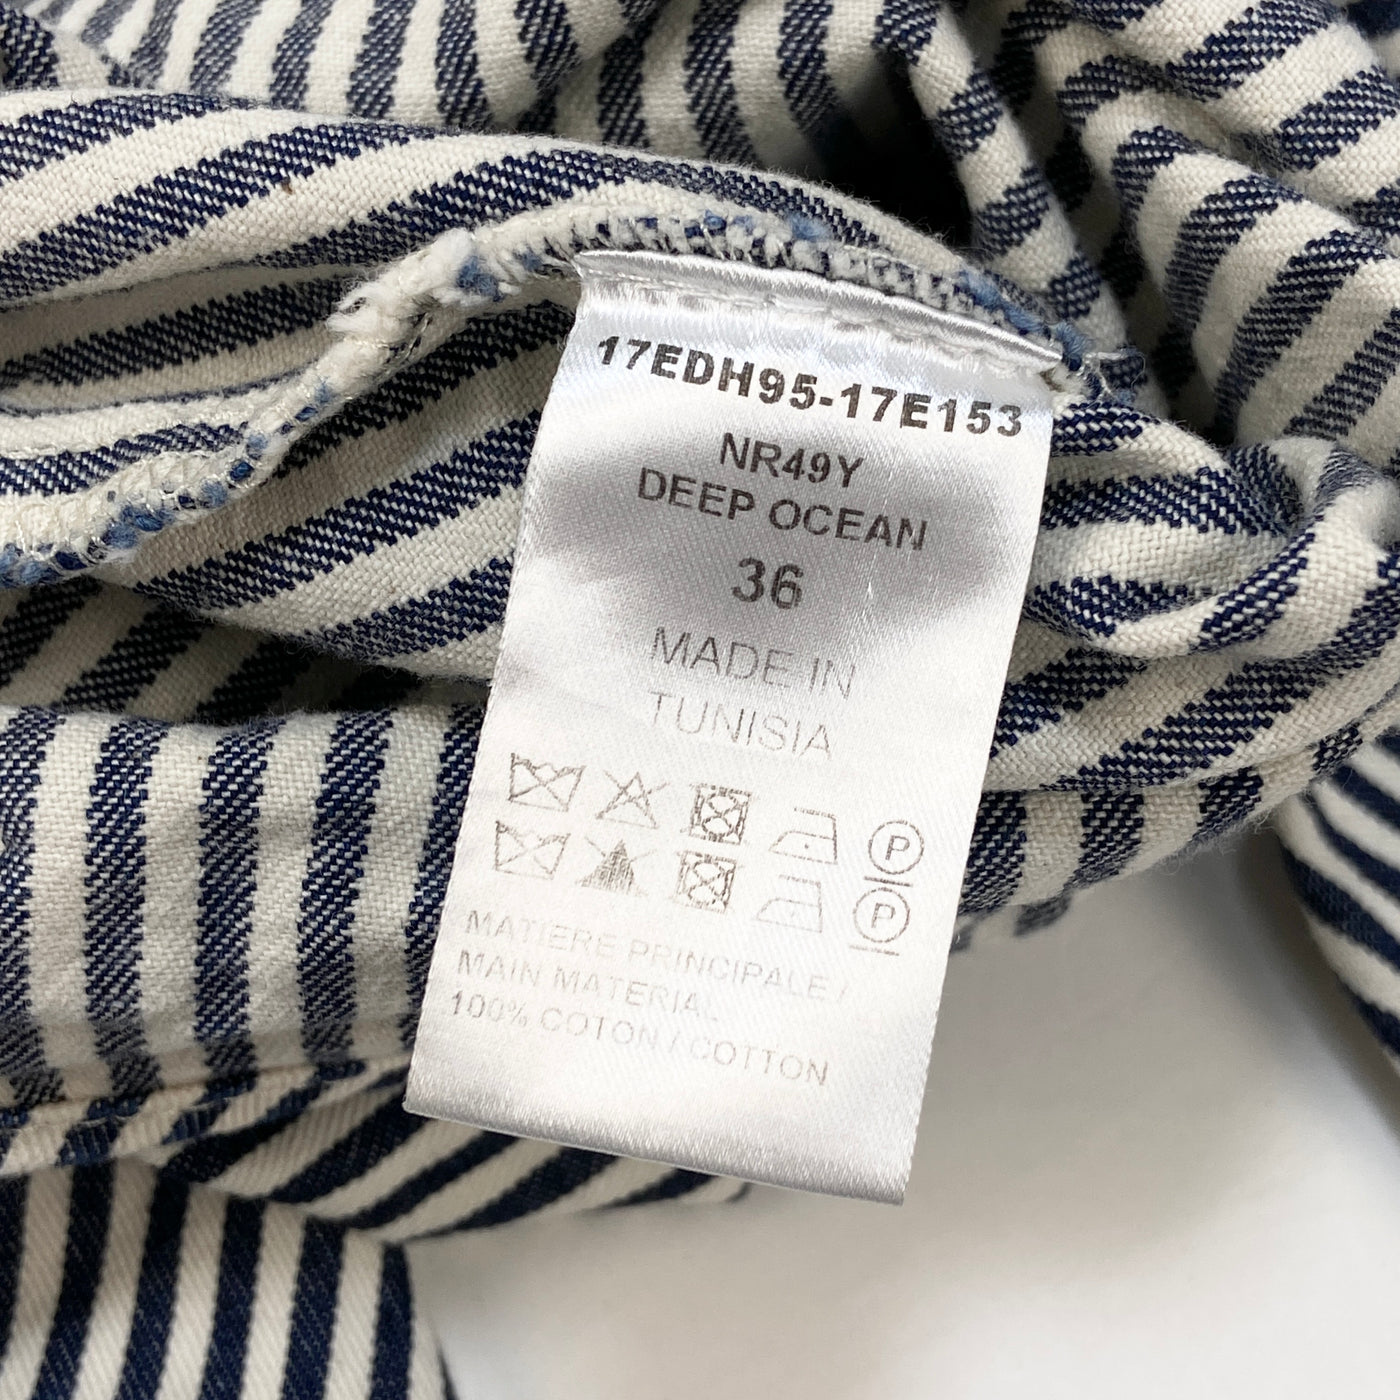 17EDH95-17E153
NR49Y
DEEP OCEAN
36
MADE IN
TUNISIA
P
P
MATIERE PRINCIPALE /
MAIN MATERIAL
100% COTON / COTTON